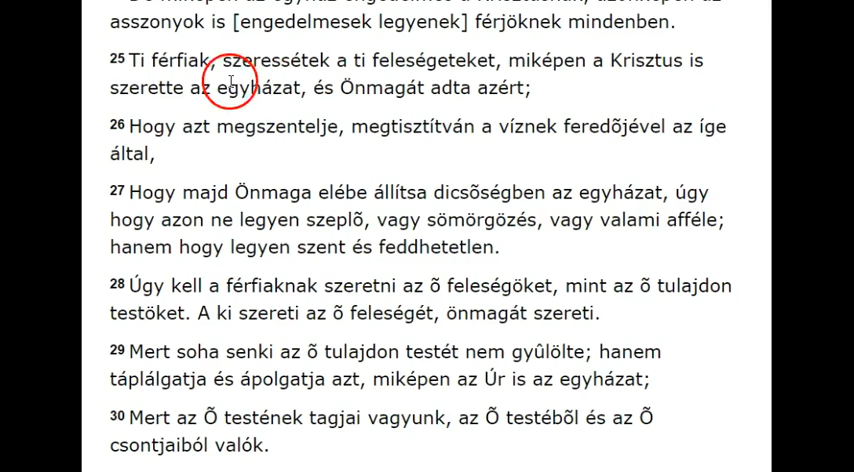 asszonyok is [engedelmesek legyenek] férjöknek mindenben.
25 Ti férfiak, szeressétek a ti feleségeteket, miképen a Krisztus is
szerette az egyházat, és Önmagát adta azért;
26 Hogy azt megszentelje, megtisztítván a víznek feredõjével az íge
által,
27 Hogy majd Önmaga elébe állítsa dicsõségben az egyházat, úgy
hogy azon ne legyen szeplõ, vagy sömörgözés, vagy valami afféle;
hanem hogy legyen szent és feddhetetlen.
28 Úgy kell a férfiaknak szeretni az õ feleségöket, mint az õ tulajdon
testöket. A ki szereti az õ feleségét, önmagát szereti.
29 Mert soha senki az õ tulajdon testét nem gyûlölte; hanem
táplálgatja és ápolgatja azt, miképen az Úr is az egyházat;
30 Mert az Õ testének tagjai vagyunk, az Õ testébõl és az Õ
csontjaiból valók.